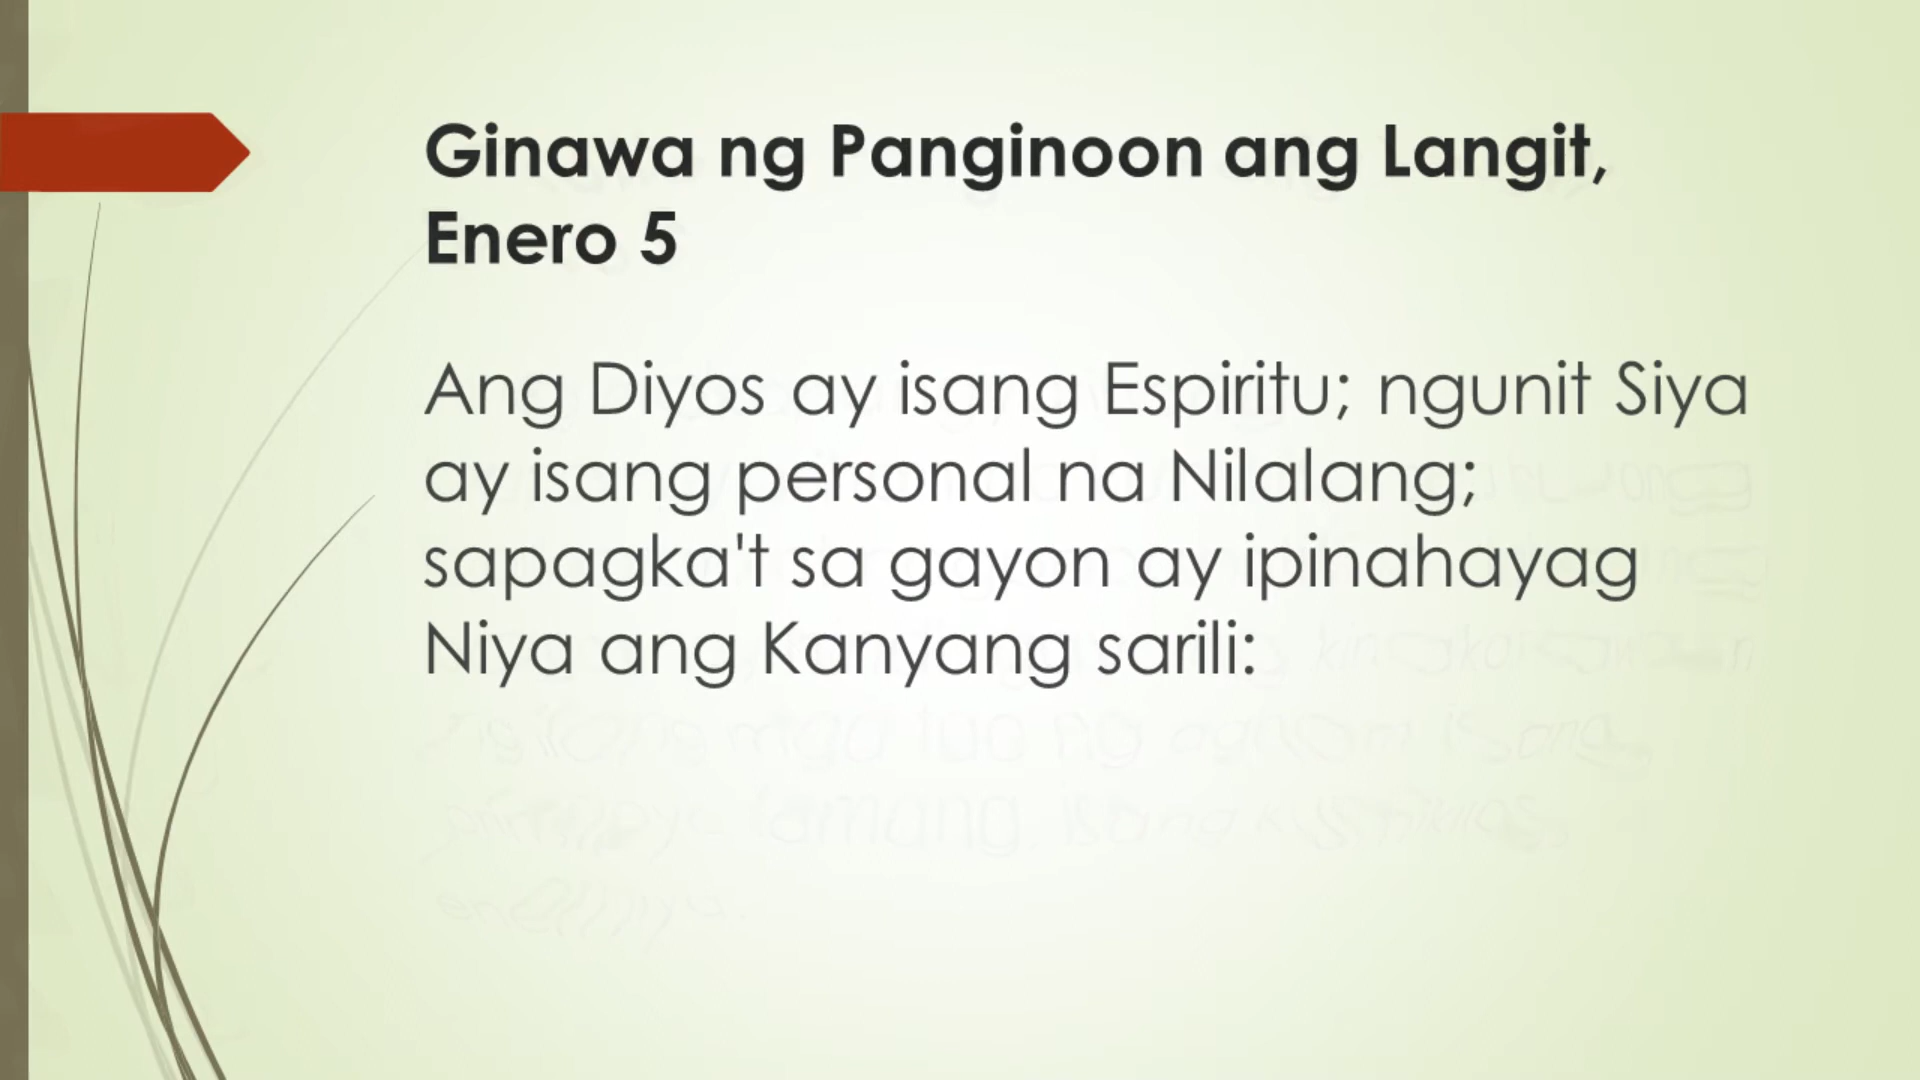 Ginawa ng Panginoon ang Langit,
Enero 5
Ang Diyos ay isang Espiritu; ngunit Siya
ay isang personal na Nilalang;
sapagka't sa gayon ay ipinahayag
Niya ang Kanyang sarili: